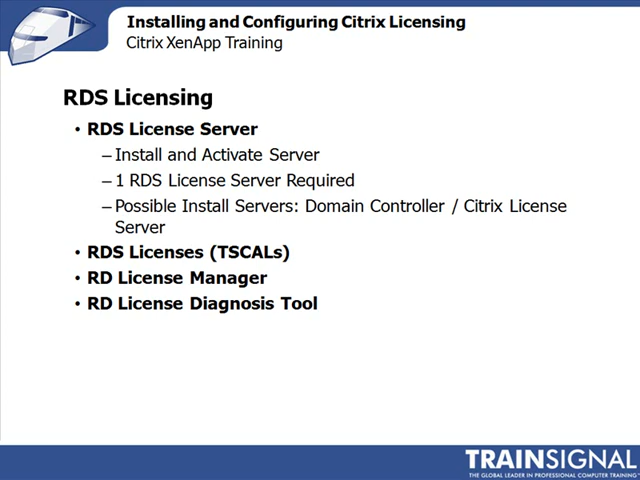 Installing and Configuring Citrix Licensing
Citrix XenApp Training
RDS Licensing
• RDS License Server
– Install and Activate Server
– 1 RDS License Server Required
– Possible Install Servers: Domain Controller / Citrix License
Server
• RDS Licenses (TSCALs)
• RD License Manager
• RD License Diagnosis Tool
TRAINSIGNAL
THE GLOBAL LEADER IN PROFESSIONAL COMPUTER TRAINING